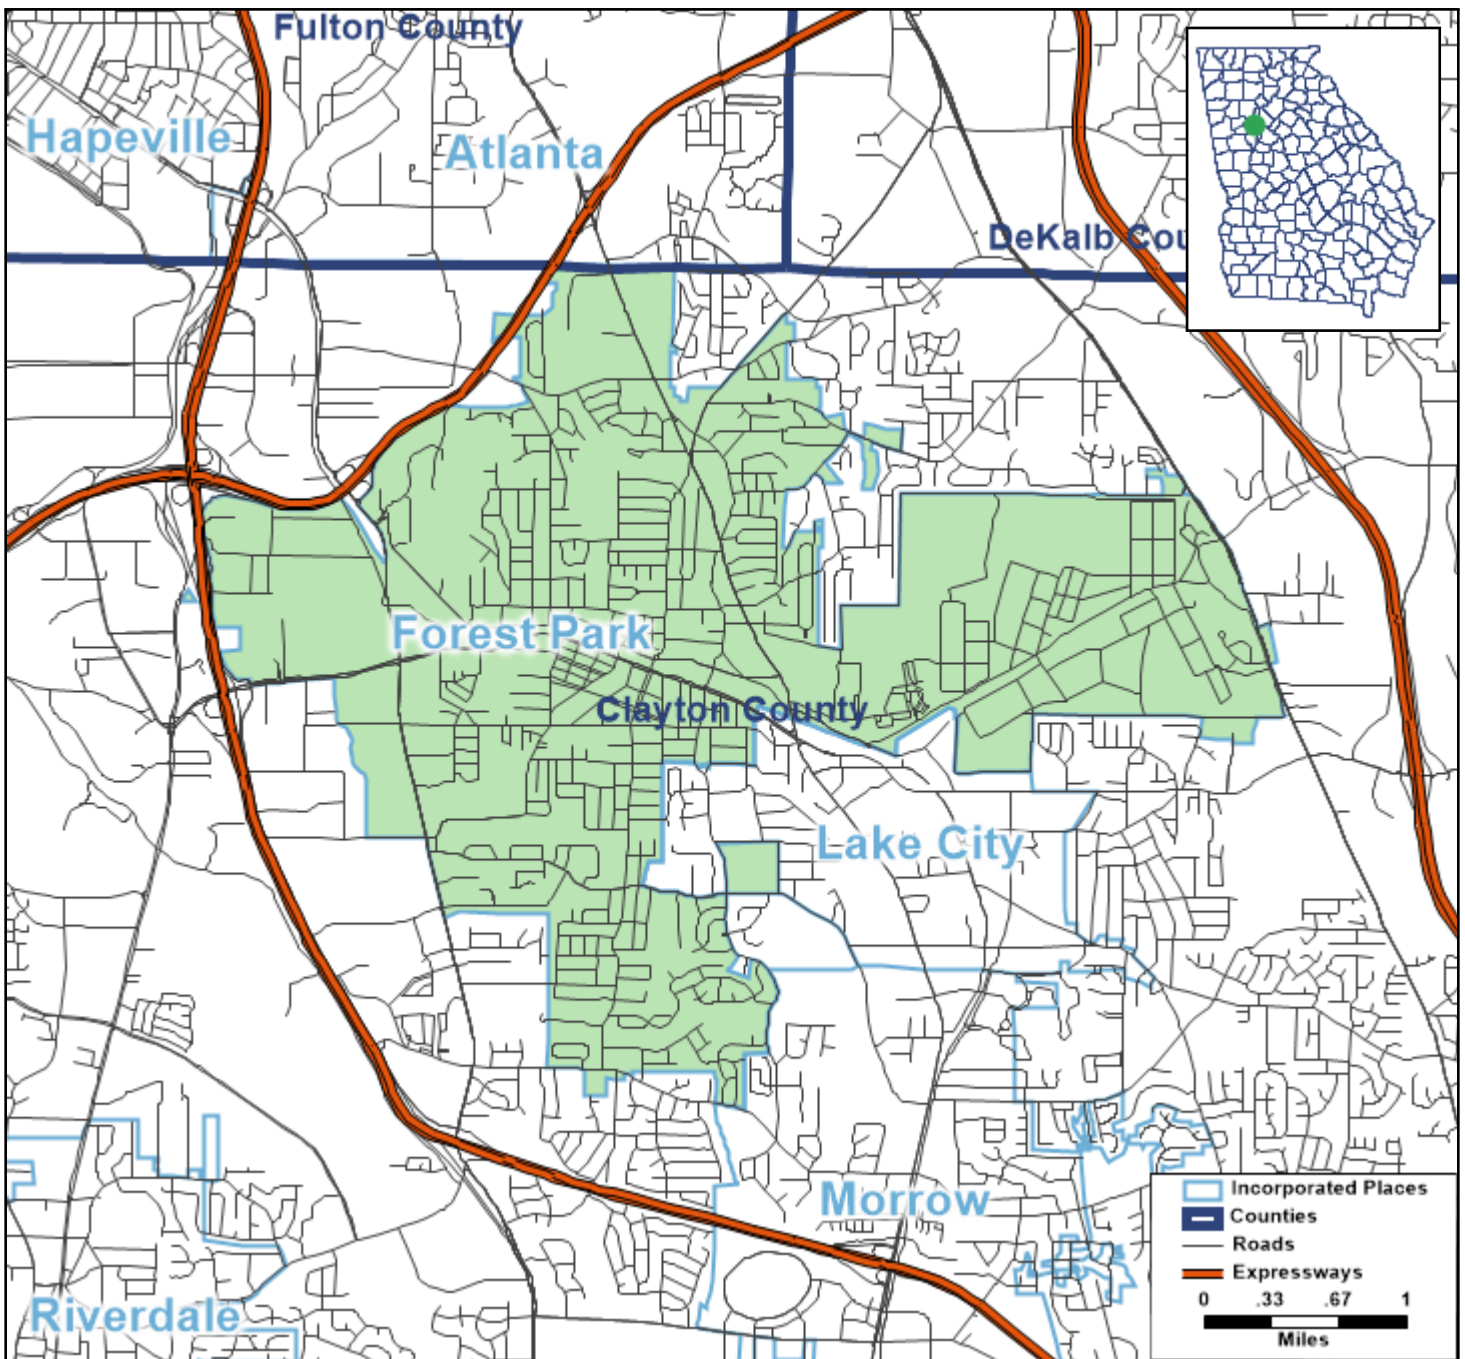 Fulton County
Hapeville
Atlanta
DeKalb Cou
Forest Park
Clayton County
Lake City
Morrow
Riverdale
Incorporated Places
Counties
Roads
Expressways
0 .33 .67 1
Miles